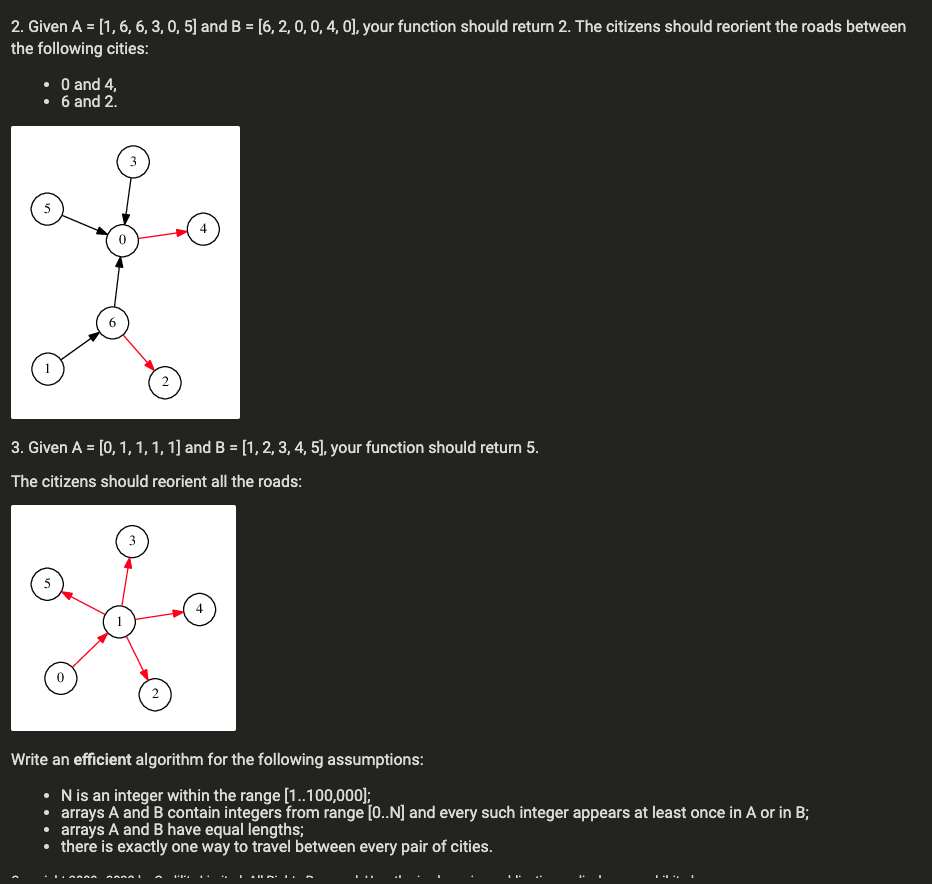 2. Given A = [1, 6, 6, 3, 0, 5] and B = [6, 2, 0, 0, 4, 0], your function should return 2. The citizens should reorient the roads between
the following cities:
• 0 and 4,
• 6 and 2.
3
5
4
0
6
1
2
3. Given A = [0, 1, 1, 1, 1] and B = [1, 2, 3, 4, 5], your function should return 5.
The citizens should reorient all the roads:
3
5
4
1
0
2
Write an efficient algorithm for the following assumptions:
• N is an integer within the range [1..100,000];
• arrays A and B contain integers from range [0..N] and every such integer appears at least once in A or in B;
• arrays A and B have equal lengths;
• there is exactly one way to travel between every pair of cities.